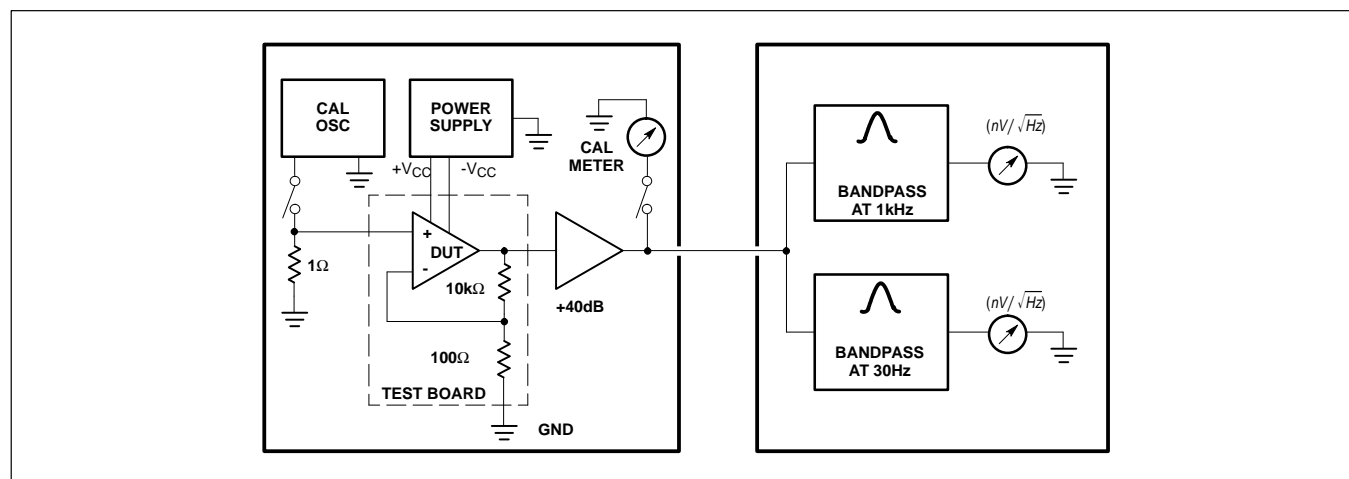 CAL
OSC
POWER
SUPPLY
CAL
METER
+VCC
-VCC
+
DUT
-
1Ω
10kΩ
+40dB
100Ω
TEST BOARD
GND
(nV/√Hz)
BANDPASS
AT 1kHz
(nV/√Hz)
BANDPASS
AT 30Hz